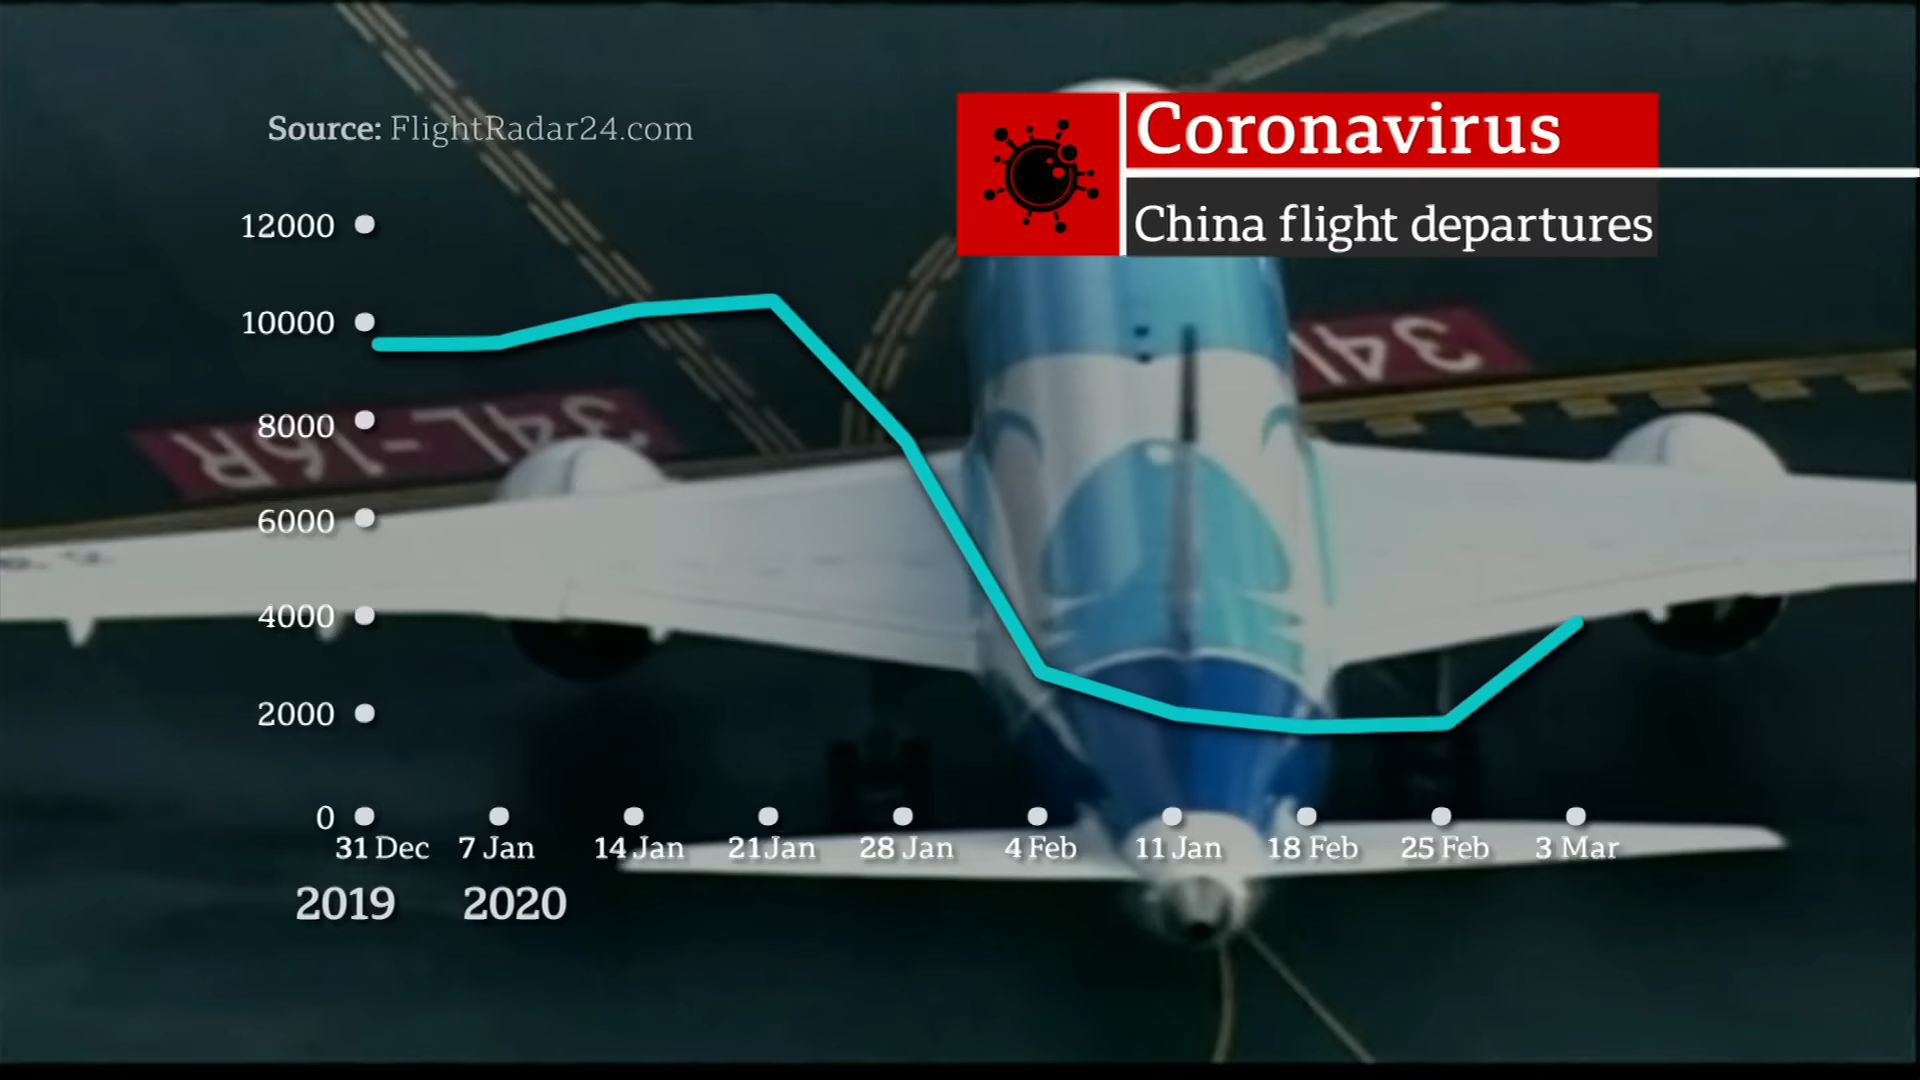 Source: FlightRadar24.com
Coronavirus
China flight departures
12000
10000
8000
6000
4000
2000
0
31 Dec 7 Jan 14 Jan 21 Jan 28 Jan 4 Feb 11 Jan 18 Feb 25 Feb 3 Mar
2019 2020
34L-16R
34L